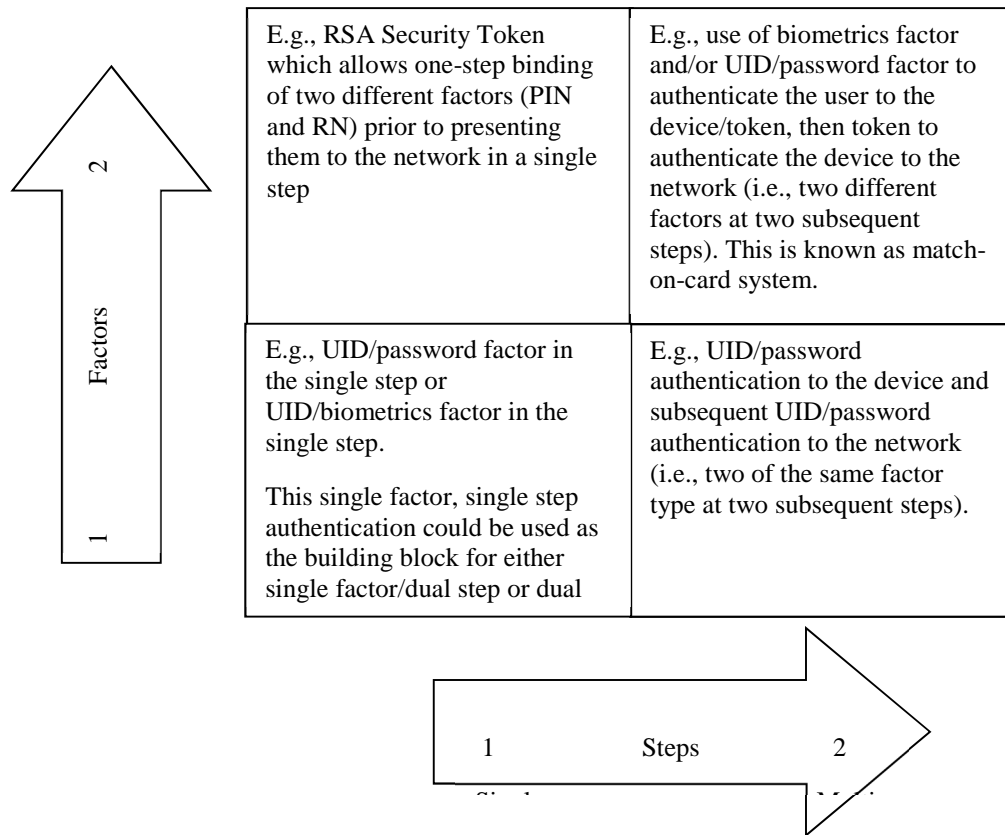 E.g., RSA Security Token
which allows one-step binding
of two different factors (PIN
and RN) prior to presenting
them to the network in a single
step
E.g., use of biometrics factor
and/or UID/password factor to
authenticate the user to the
device/token, then token to
authenticate the device to the
network (i.e., two different
factors at two subsequent
steps). This is known as match-
on-card system.
2
Factors
1
E.g., UID/password factor in
the single step or
UID/biometrics factor in the
single step.
This single factor, single step
authentication could be used as
the building block for either
single factor/dual step or dual
E.g., UID/password
authentication to the device and
subsequent UID/password
authentication to the network
(i.e., two of the same factor
type at two subsequent steps).
1 Steps 2